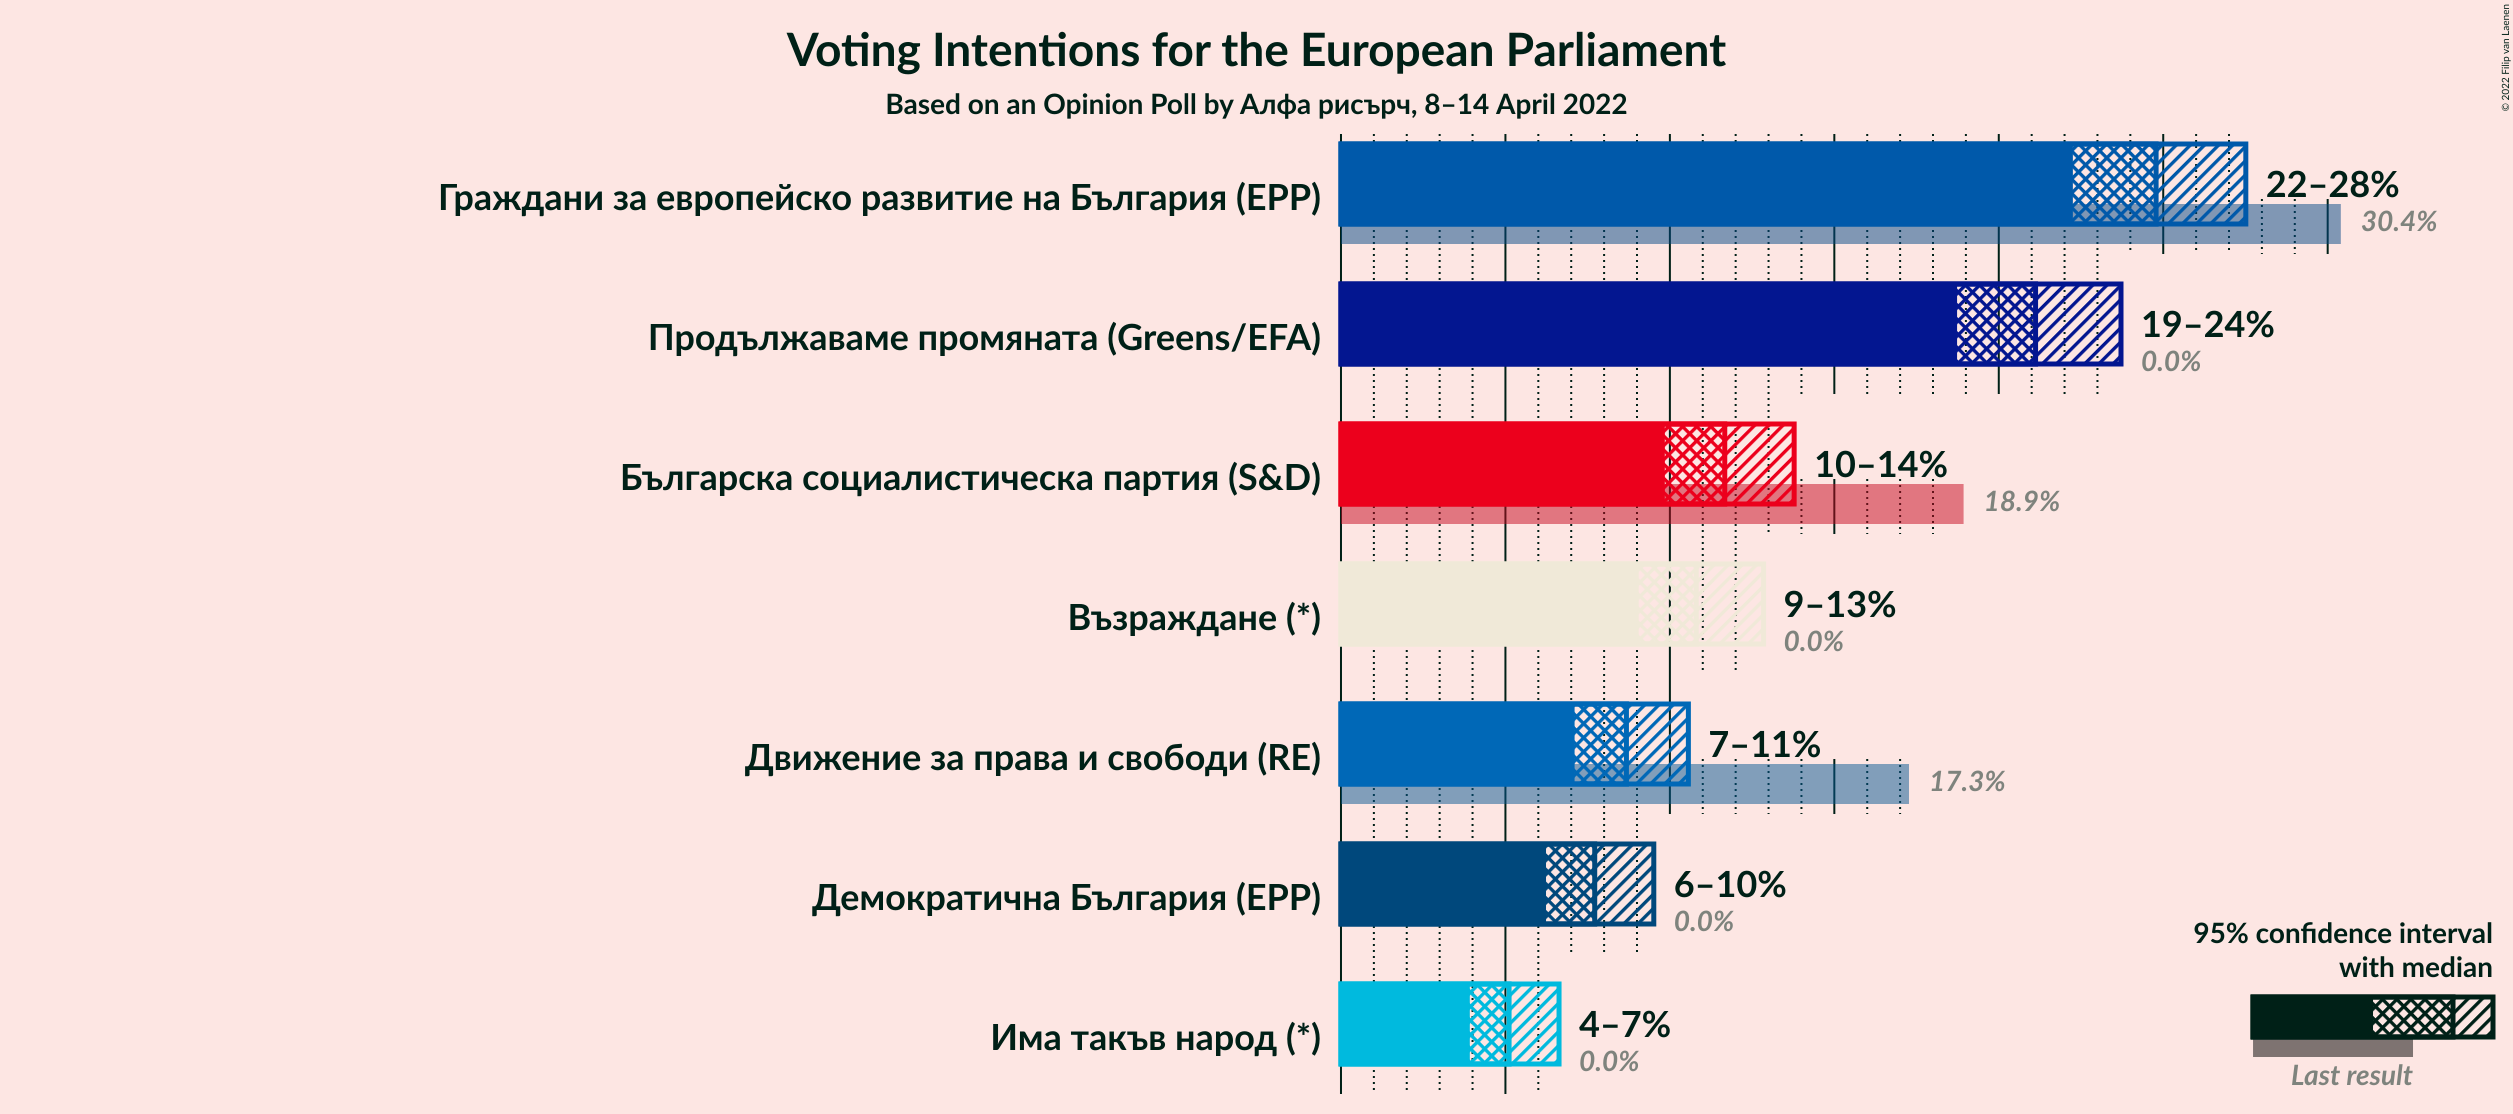 Voting Intentions for the European Parliament
Based on an Opinion Poll by Алфа рисърч, 8–14 April 2022
© 2022 Filip van Laenen
Граждани за европейско развитие на България (EPP)
22–28%
30.4%
Продължаваме промяната (Greens/EFA)
19–24%
0.0%
Българска социалистическа партия (S&D)
10–14%
18.9%
Възраждане (*)
9–13%
0.0%
Движение за права и свободи (RE)
7–11%
17.3%
Демократична България (EPP)
6–10%
0.0%
Има такъв народ (*)
4–7%
0.0%
95% confidence interval
with median
Last result